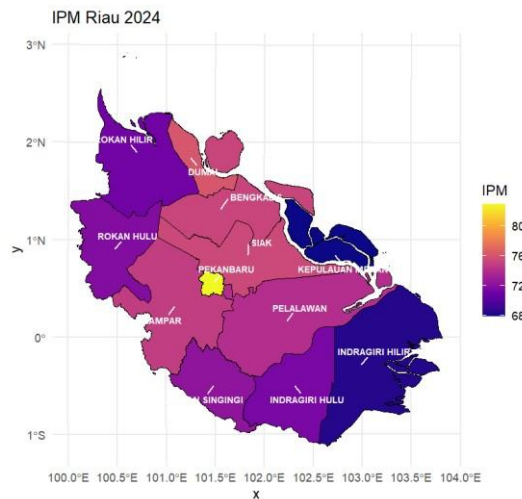 IPM Riau 2024
3°N
2°N
1°N
0°
1°S
y
ROKAN HILIR
DUMAI
BENGKALIS
ROKAN HULU
SIAK
PEKANBARU
KEPULAUAN MERANTI
PELALAWAN
KAMPAR
INDRAGIRI HILIR
SINGINGI
INDRAGIRI HULU
100.0°E 100.5°E 101.0°E 101.5°E 102.0°E 102.5°E 103.0°E 103.5°E 104.0°E
x
IPM
80
76
72
68